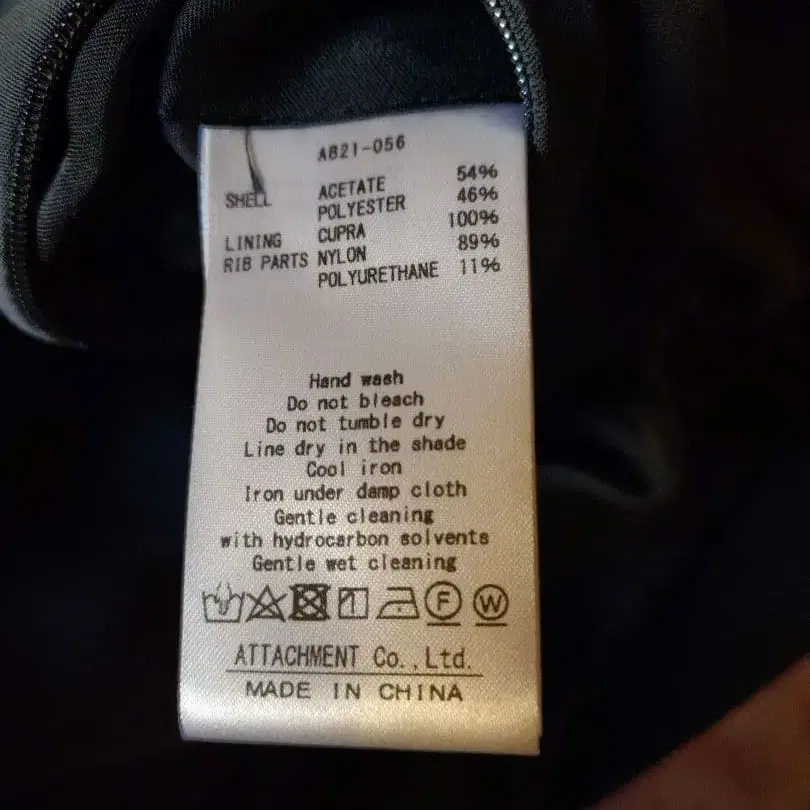 AB21-056
SHELL ACETATE 54%
POLYESTER 46%
LINING CUPRA 100%
RIB PARTS NYLON 89%
POLYURETHANE 11%
Hand wash
Do not bleach
Do not tumble dry
Line dry in the shade
Cool iron
Iron under damp cloth
Gentle cleaning
with hydrocarbon solvents
Gentle wet cleaning
F W
ATTACHMENT Co.,Ltd.
MADE IN CHINA